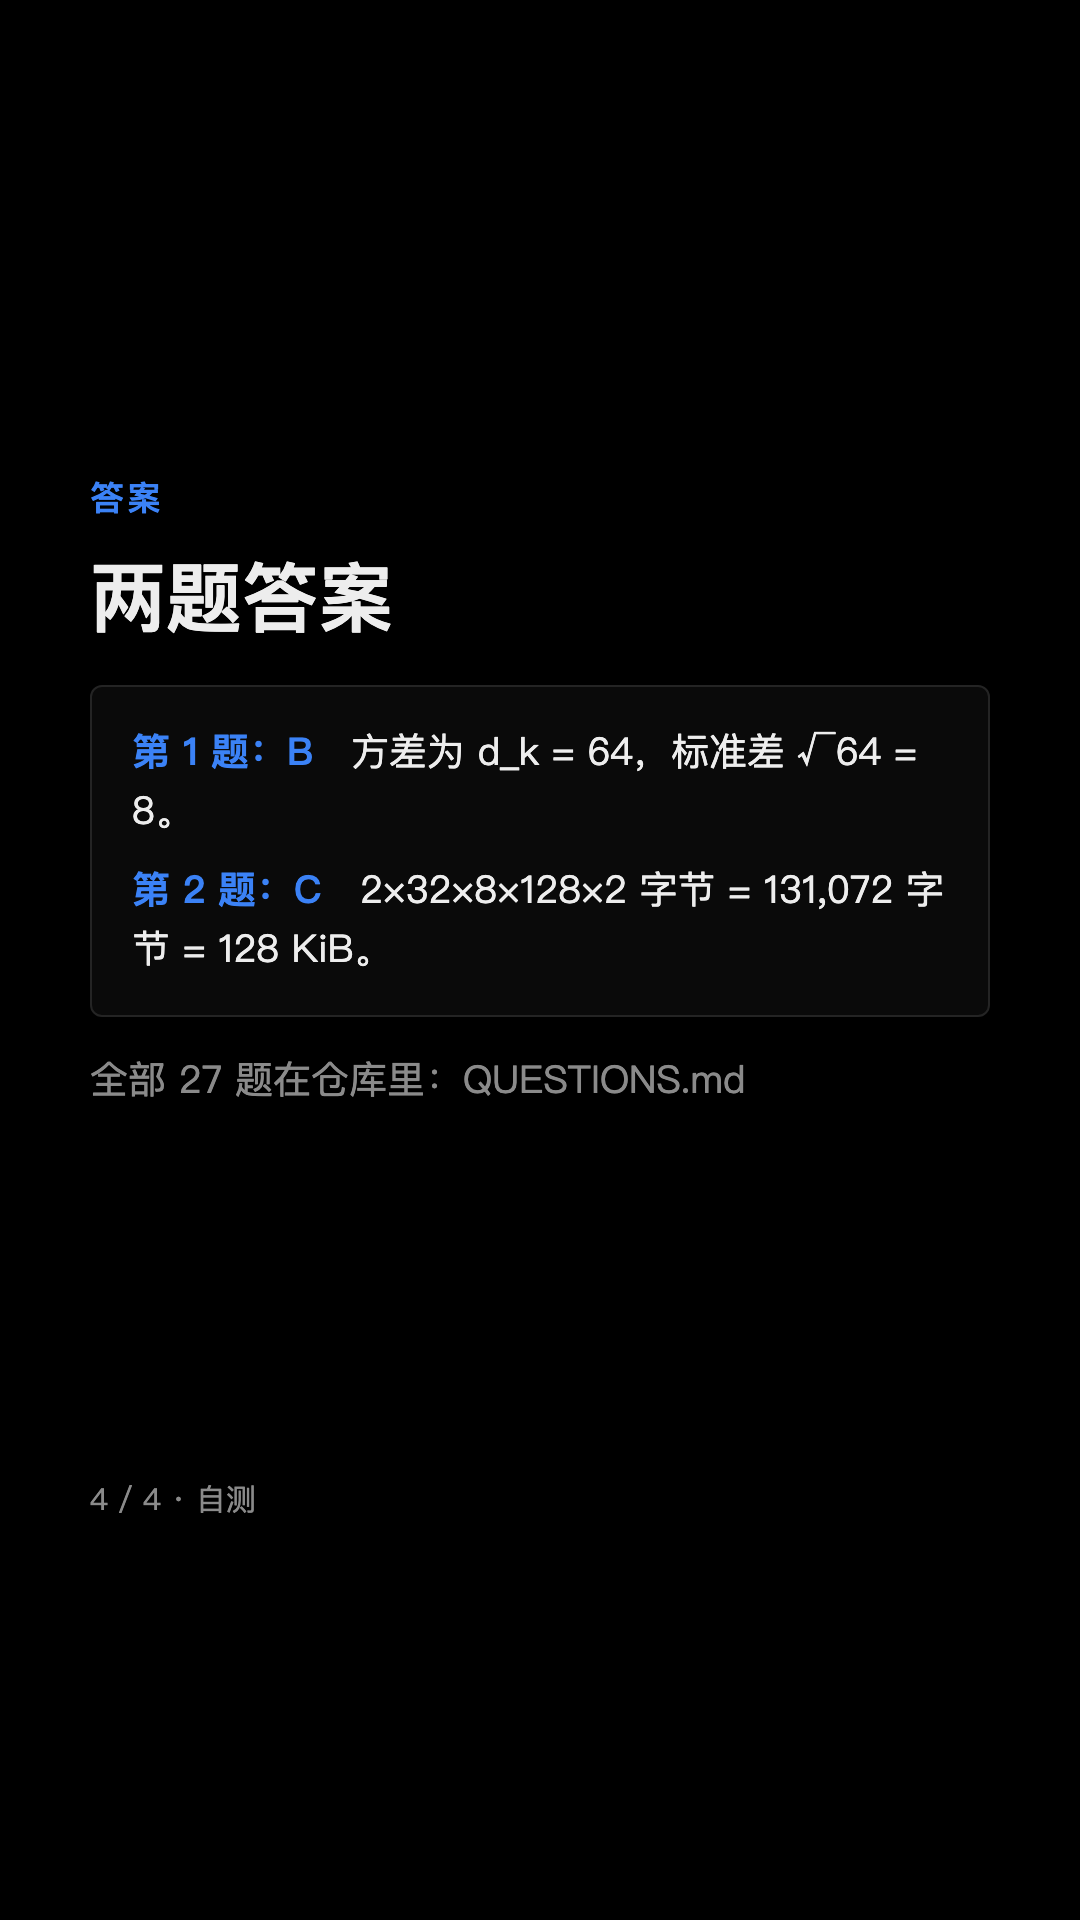 答案
两题答案
第 1 题：B　方差为 d_k = 64，标准差 √64 =
8。
第 2 题：C　2×32×8×128×2 字节 = 131,072 字
节 = 128 KiB。
全部 27 题在仓库里：QUESTIONS.md
4 / 4 · 自测